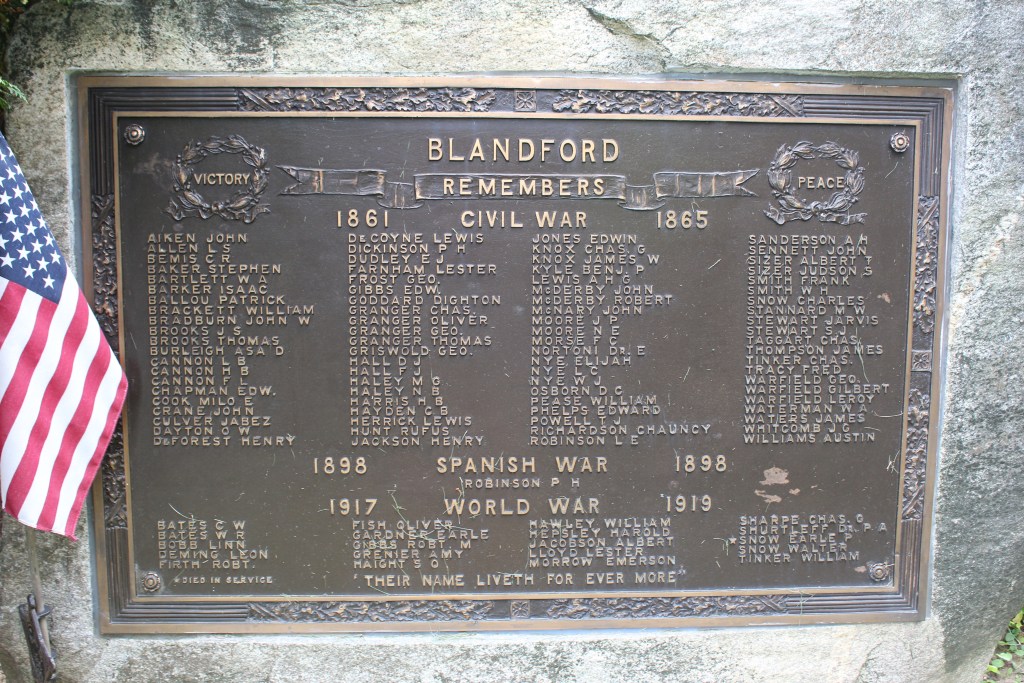 BLANDFORD
VICTORY
PEACE
REMEMBERS
1861 CIVIL WAR 1865
AIKEN JOHN
ALLEN L S
BEMIS C R
BAKER STEPHEN
BARTLETT W A
BARKER ISAAC
BALLOU PATRICK
BRACKETT WILLIAM
BRADBURN JOHN W
BROOKS J S
BROOKS THOMAS
BURLEIGH ASA D
CANNON L B
CANNON H B
CANNON F L
CHAPMAN EDW.
COOK MILO E
CRANE JOHN
CULVER JABEZ
DAYTON O W
DEFOREST HENRY
DECOYNE LEWIS
DICKINSON P H
DUDLEY E J
FARNHAM LESTER
FROST GEO.
GIBBS EDW.
GODDARD DIGHTON
GRANGER CHAS.
GRANGER OLIVER
GRANGER GEO.
GRANGER THOMAS
GRISWOLD GEO.
HALL D J
HALL F J
HALEY M G
HALEY N B
HARRIS H B
HAYDEN C B
HERRICK LEWIS
HUNT RUFUS
JACKSON HENRY
JONES EDWIN
KNOX CHAS. G
KNOX JAMES W
KYLE BENJ. P
LEWIS A H G
MCDERBY JOHN
MCDERBY ROBERT
MCNARY JOHN
MOORE J P
MOORE N E
MORSE F C
NORTON DR. E
NYE ELIJAH
NYE L C
NYE W J
OSBORN D C
PEASE WILLIAM
PHELPS EDWARD
POWELL A L
RICHARDSON CHAUNCY
ROBINSON L E
SANDERSON A H
SENNETT JOHN
SIZER ALBERT T
SIZER JUDSON S
SMITH FRANK
SMITH W H
SNOW CHARLES
STANNARD M W
STEWART JARVIS
STEWART S J
TAGGART CHAS.
THOMPSON JAMES
TINKER CHAS.
TRACY FRED
WARFIELD GEO.
WARFIELD GILBERT
WARFIELD LEROY
WATERMAN W A
WATERS JAMES
WHITCOMB J G
WILLIAMS AUSTIN
1898 SPANISH WAR 1898
ROBINSON P H
1917 WORLD WAR 1919
BATES C W
BATES W R
COBB LINN
DEMING LEON
FIRTH ROBT.
FISH OLIVER
GARDNER EARLE
GIBBS ROBT. M
GRENIER AMY
HAIGHT S O
HAWLEY WILLIAM
HEPSLEY HAROLD
JACOBSON ALBERT
LLOYD LESTER
MORROW EMERSON
SHARPE CHAS. O
SHURTLEFF DR. P A
*SNOW EARLE P
SNOW WALTER
TINKER WILLIAM
*DIED IN SERVICE
"THEIR NAME LIVETH FOR EVER MORE"